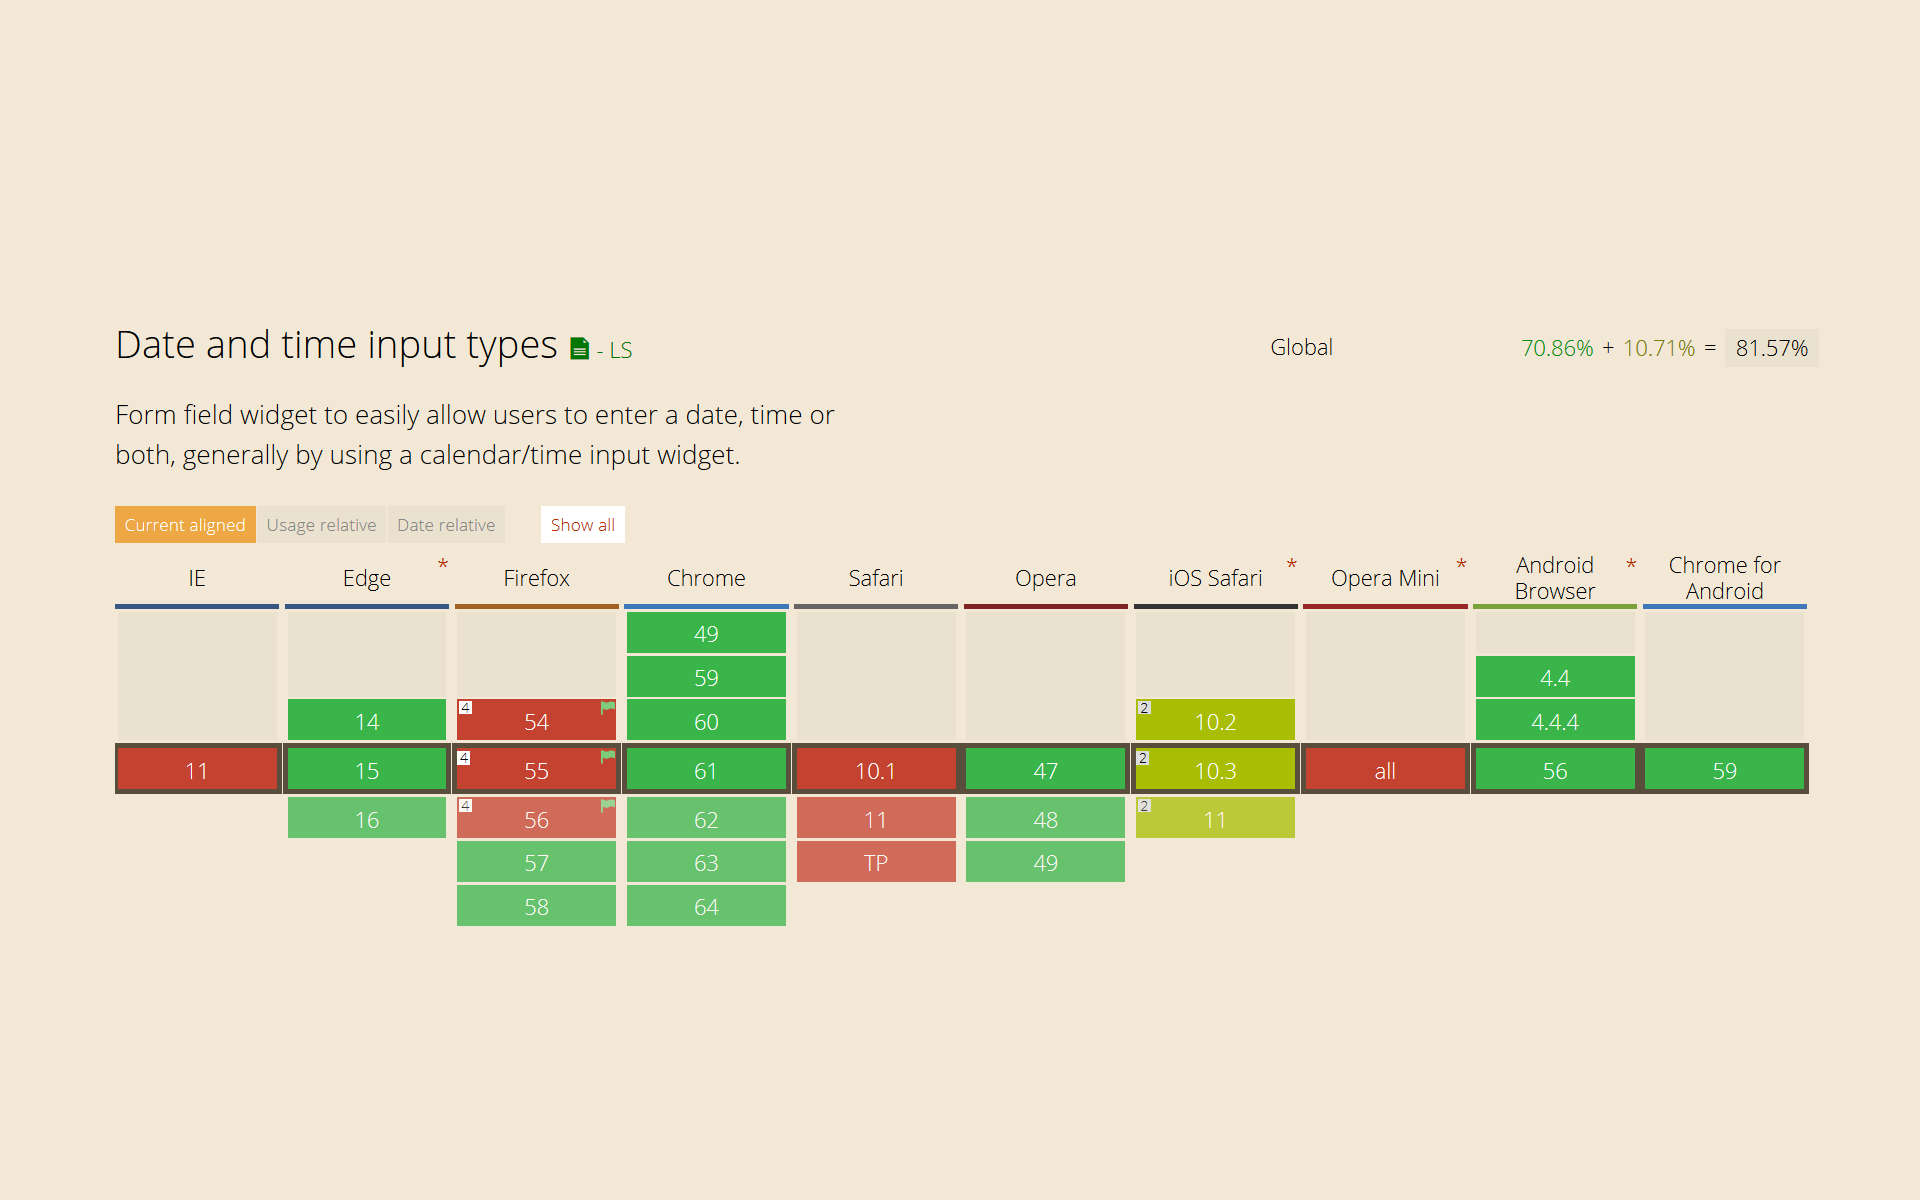 Date and time input types - LS
Global 70.86% + 10.71% = 81.57%
Form field widget to easily allow users to enter a date, time or
both, generally by using a calendar/time input widget.
Current aligned Usage relative Date relative Show all
IE Edge * Firefox Chrome Safari Opera iOS Safari * Opera Mini * Android Browser * Chrome for Android
49
59 4.4
14 4 54 60 2 10.2 4.4.4
11 15 4 55 61 10.1 47 2 10.3 all 56 59
16 4 56 62 11 48 2 11
57 63 TP 49
58 64